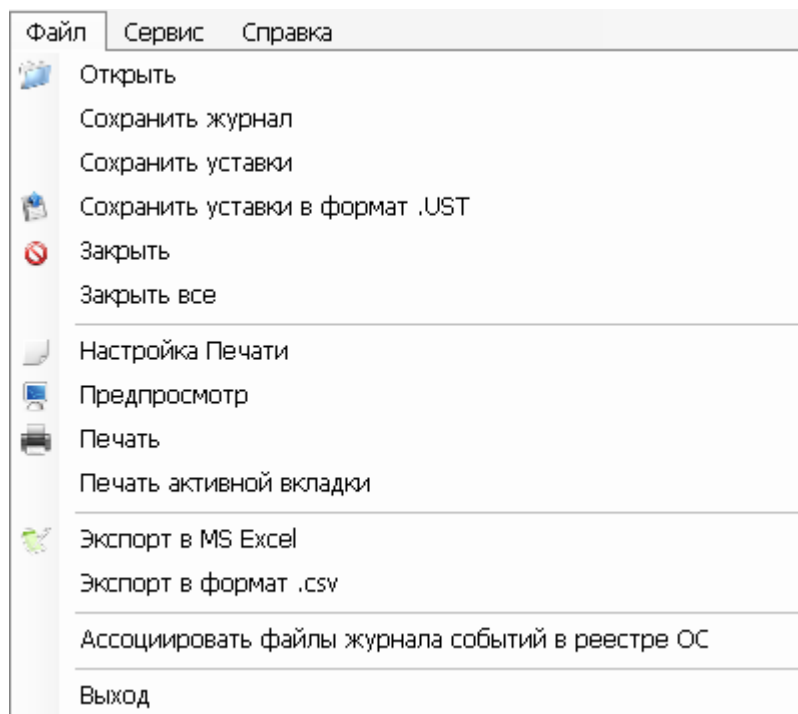 Файл Сервис Справка
Открыть
Сохранить журнал
Сохранить уставки
Сохранить уставки в формат .UST
Закрыть
Закрыть все
Настройка Печати
Предпросмотр
Печать
Печать активной вкладки
Экспорт в MS Excel
Экспорт в формат .csv
Ассоциировать файлы журнала событий в реестре ОС
Выход